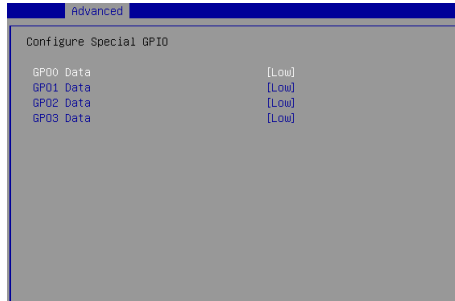 Advanced
Configure Special GPIO
GPO0 Data [Low]
GPO1 Data [Low]
GPO2 Data [Low]
GPO3 Data [Low]